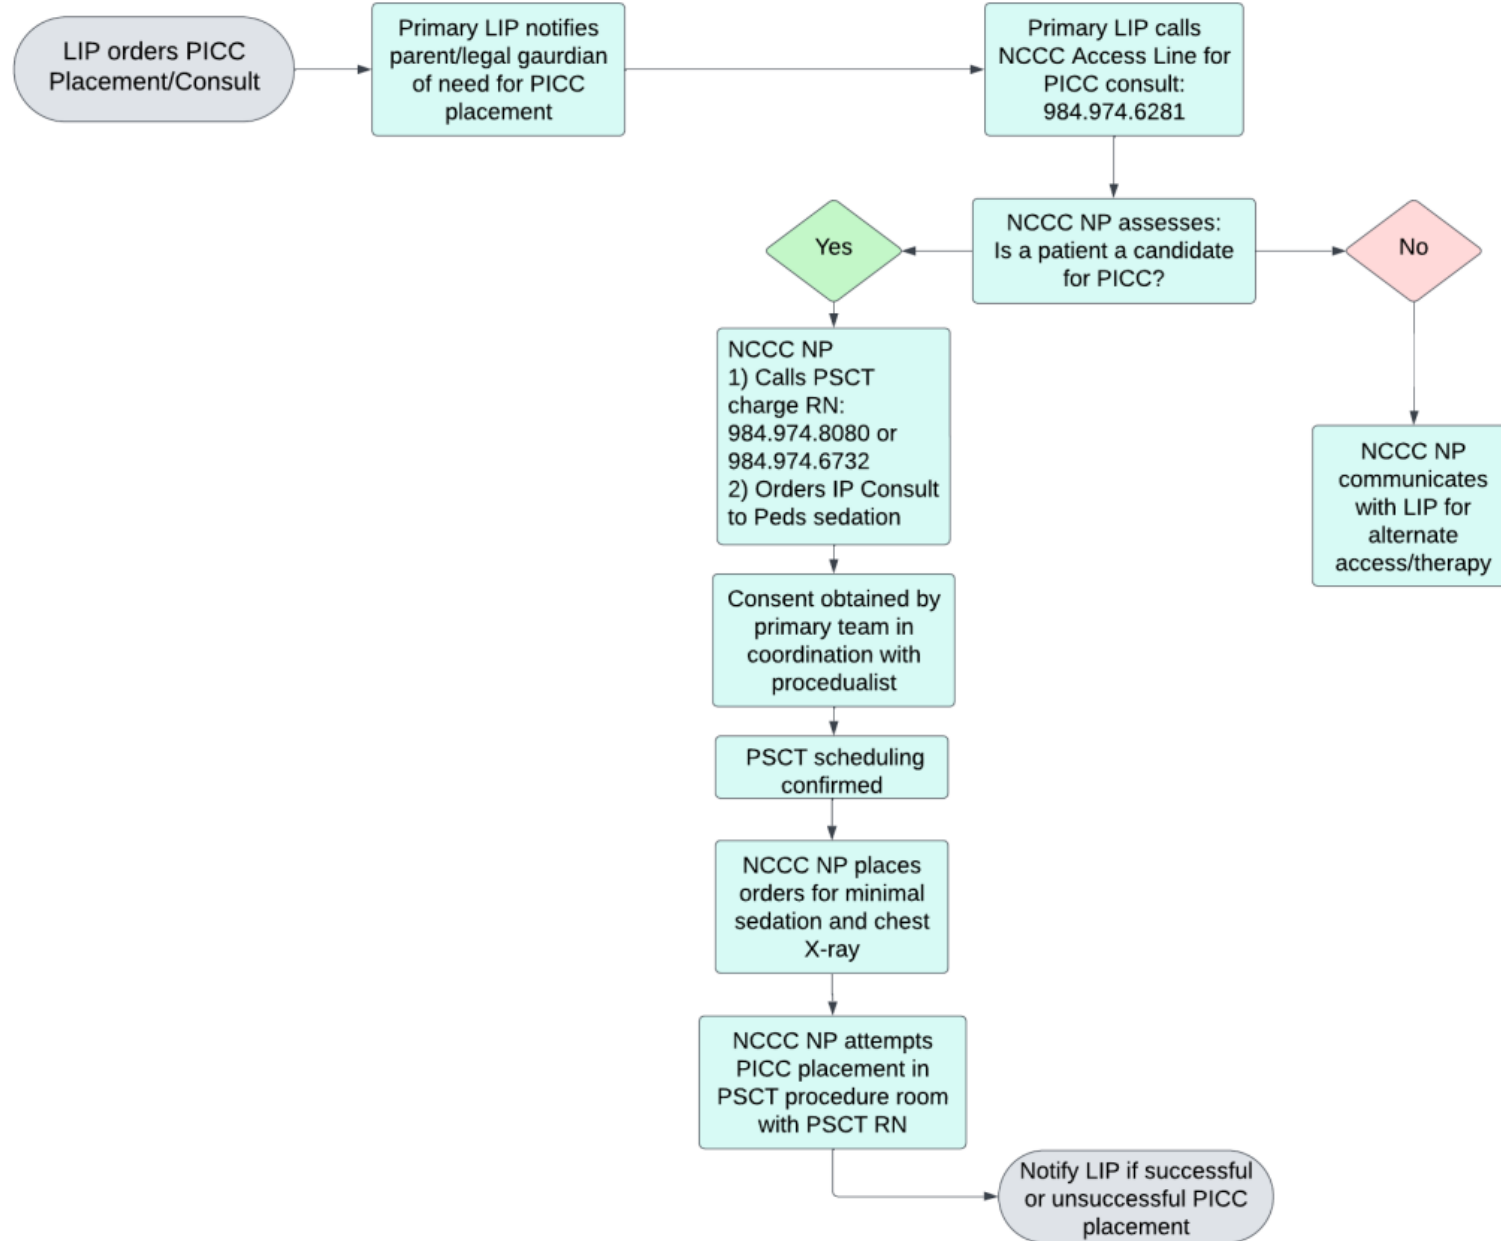 LIP orders PICC
Placement/Consult
Primary LIP notifies
parent/legal gaurdian
of need for PICC
placement
Primary LIP calls
NCCC Access Line for
PICC consult:
984.974.6281
NCCC NP assesses:
Is a patient a candidate
for PICC?
Yes
No
NCCC NP
1) Calls PSCT
charge RN:
984.974.8080 or
984.974.6732
2) Orders IP Consult
to Peds sedation
NCCC NP
communicates
with LIP for
alternate
access/therapy
Consent obtained by
primary team in
coordination with
procedualist
PSCT scheduling
confirmed
NCCC NP places
orders for minimal
sedation and chest
X-ray
NCCC NP attempts
PICC placement in
PSCT procedure room
with PSCT RN
Notify LIP if successful
or unsuccessful PICC
placement